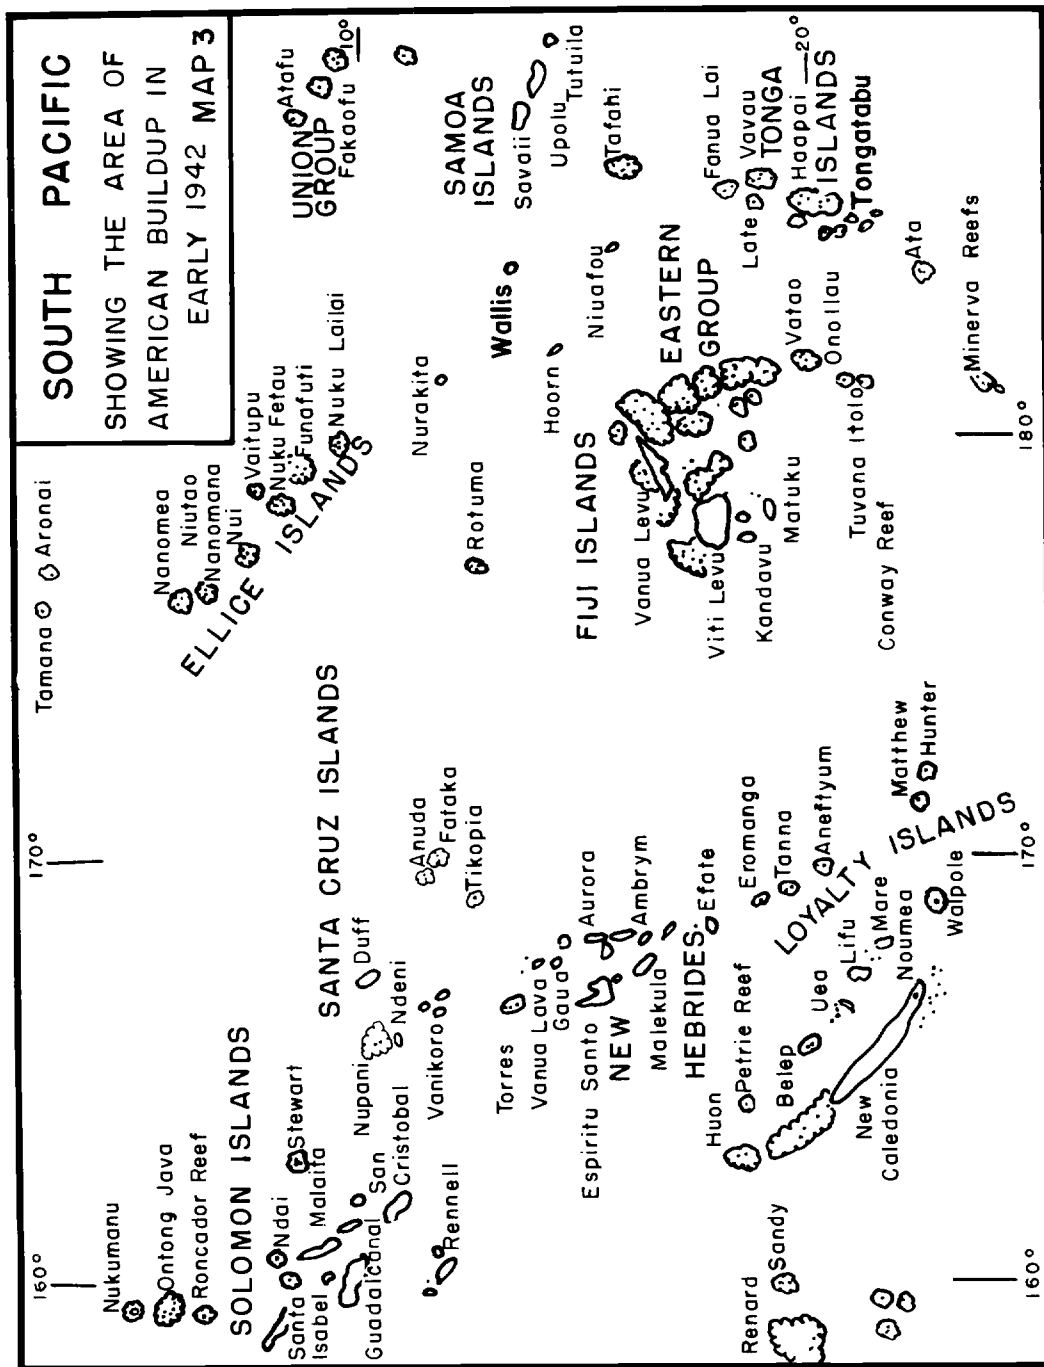 SOUTH PACIFIC
SHOWING THE AREA OF
AMERICAN BUILDUP IN
EARLY 1942 MAP 3
160°
170°
Tamana
Aronai
Nukumanu
Ontong Java
Roncador Reef
SOLOMON ISLANDS
Ndai
Stewart
Malaita
Santa
Isabel
Guadalcanal
San
Cristobal
Rennell
SANTA CRUZ ISLANDS
Duff
Nupani
Ndeni
Vanikoro
Anuda
Fataka
Tikopia
Nanomea
Niutao
Nanomana
Nui
Vaitupu
Nuku Fetau
Funafuti
Nuku Lailai
ELLICE ISLANDS
Nurakita
Rotuma
UNION
GROUP
Atafu
Fakaofu
10°
SAMOA
ISLANDS
Savaii
Upolu
Tutuila
Tafahi
Wallis
Hoorn
Niuafou
Torres
Vanua Lava
Gaua
Espiritu Santo
Aurora
NEW
Malekula
Ambrym
HEBRIDES
Efate
Eromanga
Tanna
Aneftyum
FIJI ISLANDS
Vanua Levu
Viti Levu
Kandavu
Matuku
EASTERN
GROUP
Vatao
Onollau
Tuvana Itolo
Conway Reef
Fanua Lai
Late
Vavau
TONGA
Haapai
ISLANDS
20°
Tongatabu
Ata
Minerva Reefs
Huon
Petrie Reef
Belep
Uea
Lifu
Mare
LOYALTY ISLANDS
Noumea
New
Caledonia
Walpole
Matthew
Hunter
Renard
Sandy
160°
170°
180°